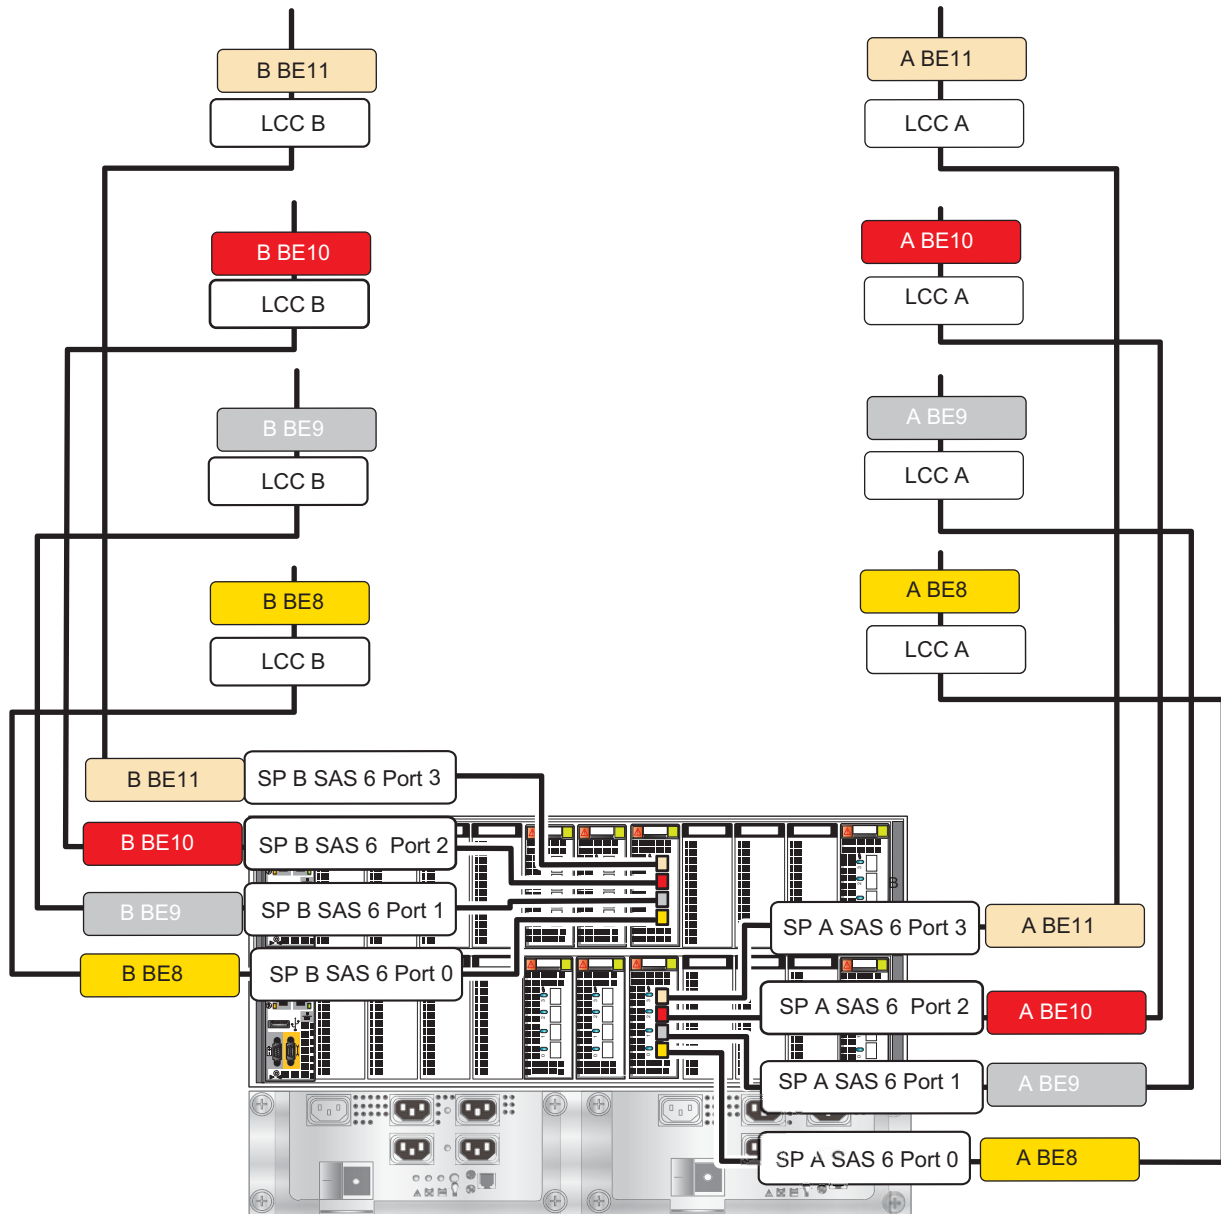 B BE11
LCC B
A BE11
LCC A
B BE10
LCC B
A BE10
LCC A
B BE9
LCC B
A BE9
LCC A
B BE8
LCC B
A BE8
LCC A
B BE11 SP B SAS 6 Port 3
B BE10 SP B SAS 6 Port 2
B BE9 SP B SAS 6 Port 1
B BE8 SP B SAS 6 Port 0
SP A SAS 6 Port 3 A BE11
SP A SAS 6 Port 2 A BE10
SP A SAS 6 Port 1 A BE9
SP A SAS 6 Port 0 A BE8